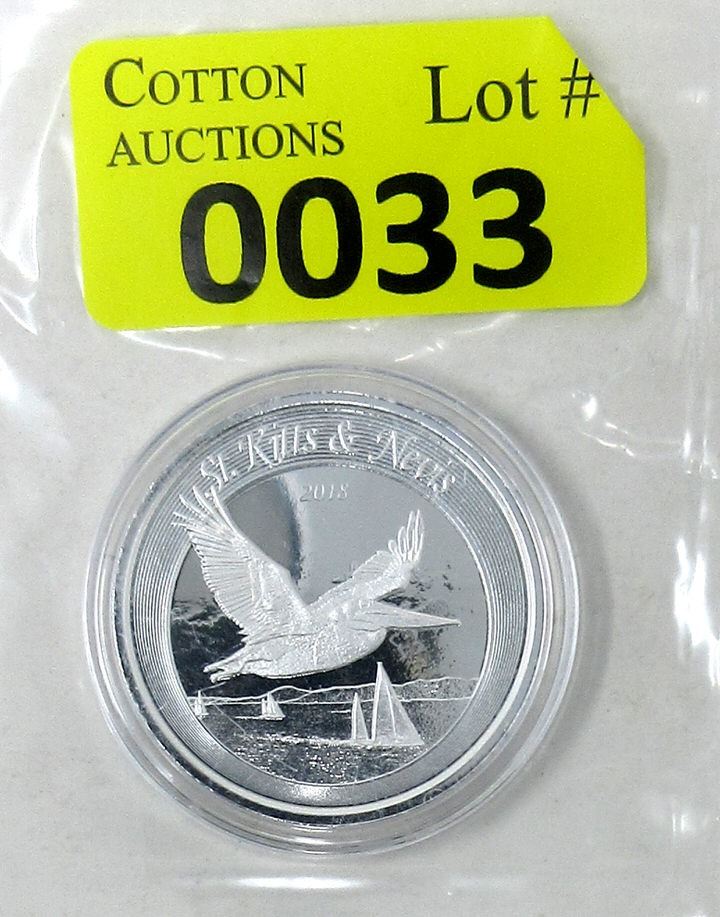 COTTON
AUCTIONS
Lot #
0033
St. Kitts & Nevis
2018